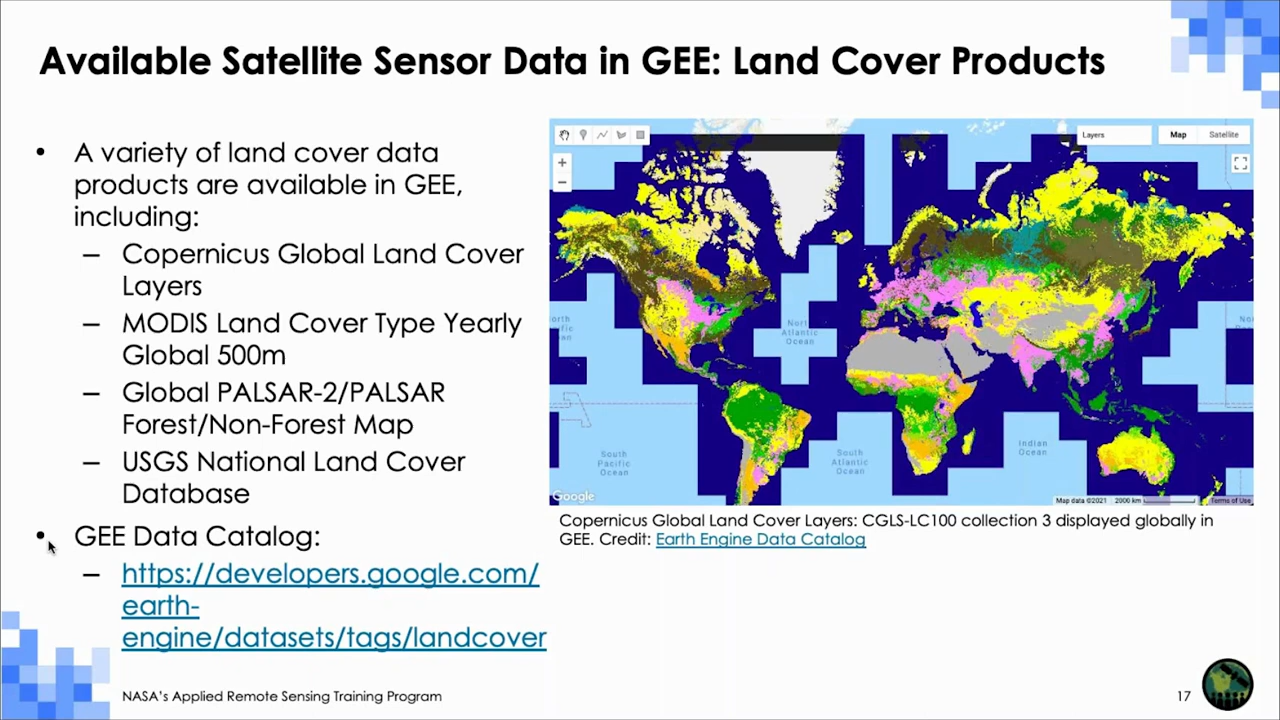 Available Satellite Sensor Data in GEE: Land Cover Products
• A variety of land cover data
products are available in GEE,
including:
– Copernicus Global Land Cover
Layers
– MODIS Land Cover Type Yearly
Global 500m
– Global PALSAR-2/PALSAR
Forest/Non-Forest Map
– USGS National Land Cover
Database
• GEE Data Catalog:
– https://developers.google.com/
earth-
engine/datasets/tags/landcover
Layers
Map
Satellite
+
−
North
Atlantic
Ocean
South
Pacific
Ocean
South
Atlantic
Ocean
Indian
Ocean
Google
Map data ©2021
2000 km
Terms of Use
Copernicus Global Land Cover Layers: CGLS-LC100 collection 3 displayed globally in
GEE. Credit: Earth Engine Data Catalog
NASA's Applied Remote Sensing Training Program
17